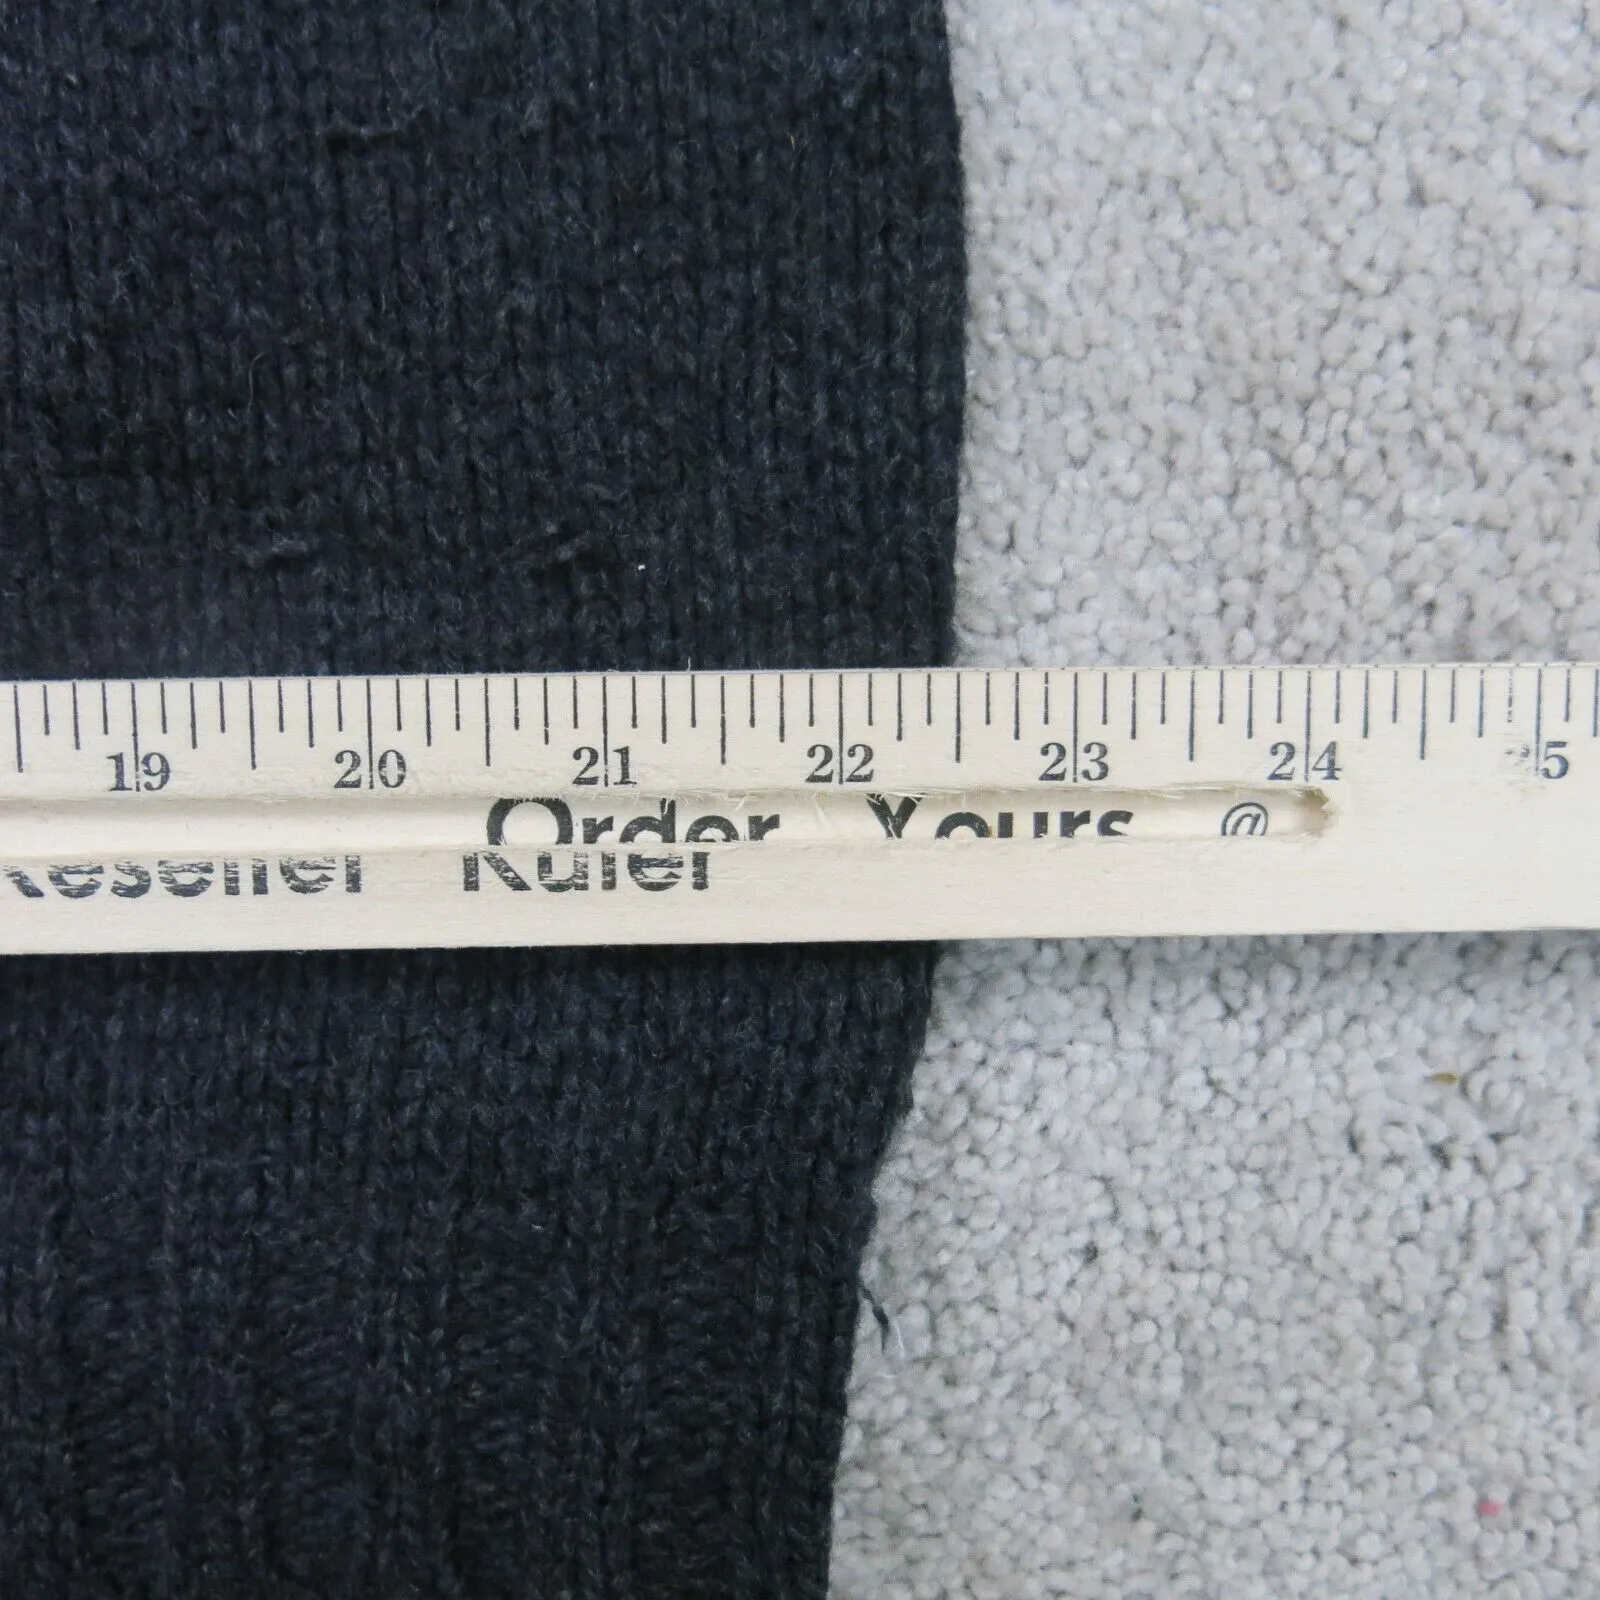 19 20 21 22 23 24 25
Order Yours @
Reseller Ruler